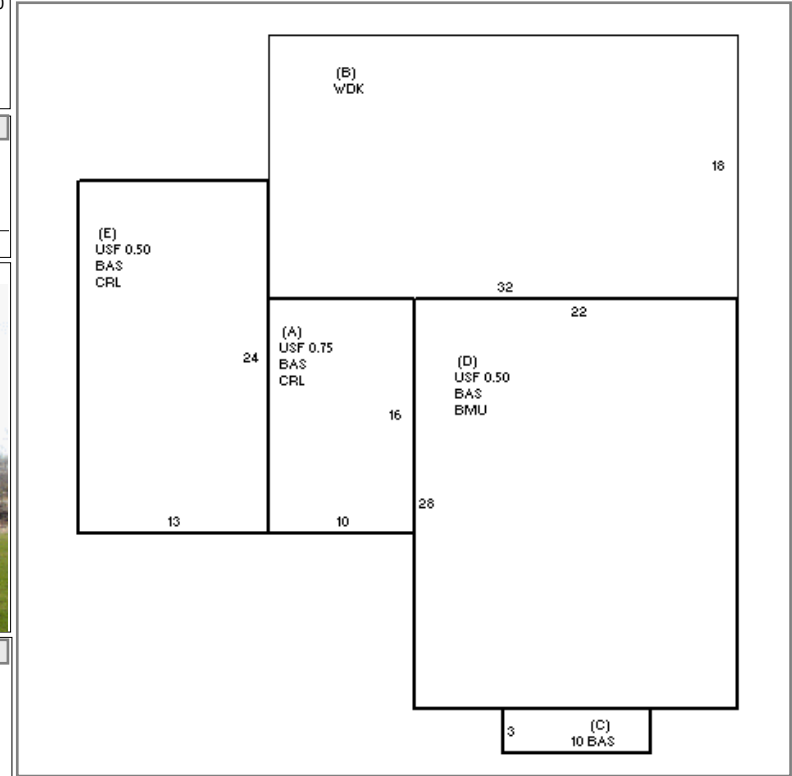 (B)
WDK
18
32
22
(E)
USF 0.50
BAS
CRL
24
13
(A)
USF 0.75
BAS
CRL
16
10
(D)
USF 0.50
BAS
BMU
28
3
(C)
10 BAS